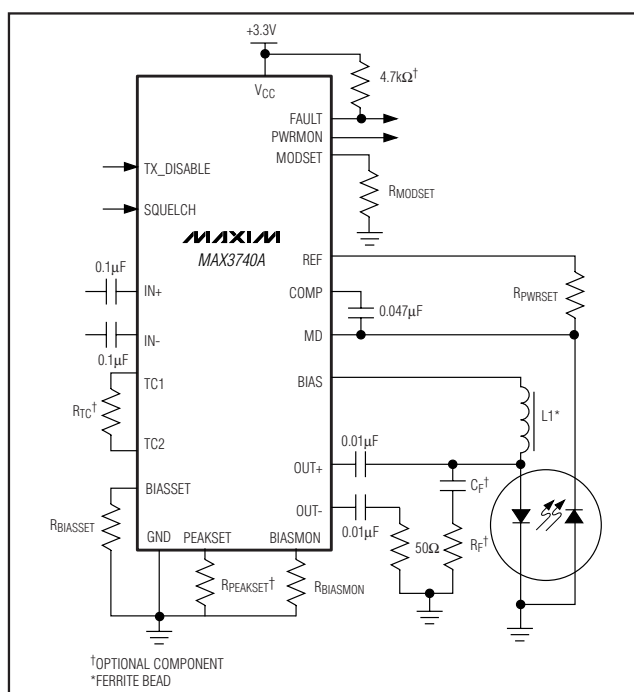 +3.3V
4.7kΩ†
VCC
FAULT
PWRMON
MODSET
TX_DISABLE
RMODSET
SQUELCH
MAXIM
MAX3740A
REF
0.1µF
IN+
COMP
RPWRSET
0.047µF
IN-
MD
0.1µF
TC1
BIAS
RTC†
L1*
TC2
0.01µF
OUT+
CF†
BIASSET
OUT-
RBIASSET
0.01µF
50Ω
RF†
GND
PEAKSET
BIASMON
RPEAKSET†
RBIASMON
†OPTIONAL COMPONENT
*FERRITE BEAD